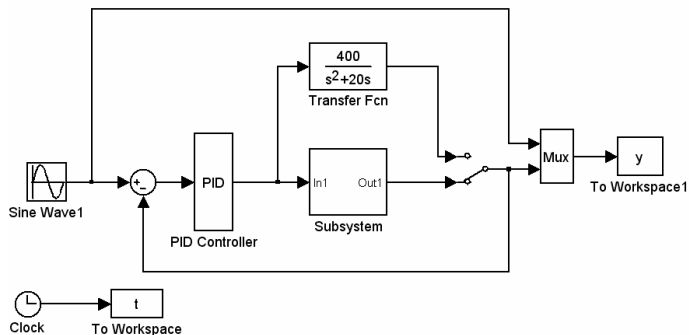 400
s²+20s
Transfer Fcn
+
−
PID
In1 Out1
Mux
y
Sine Wave1
PID Controller
Subsystem
To Workspace1
t
Clock
To Workspace